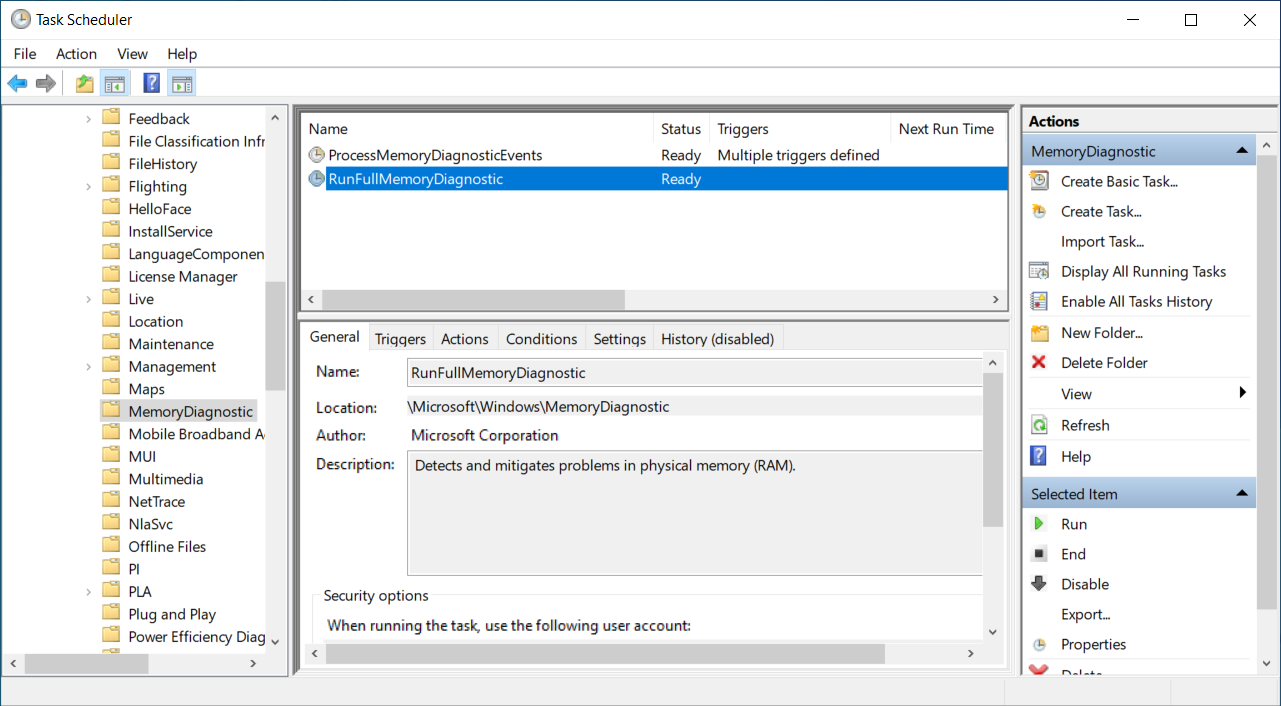 Task Scheduler
File Action View Help
Feedback
File Classification Infr
FileHistory
Flighting
HelloFace
InstallService
LanguageComponen
License Manager
Live
Location
Maintenance
Management
Maps
MemoryDiagnostic
Mobile Broadband A
MUI
Multimedia
NetTrace
NlaSvc
Offline Files
PI
PLA
Plug and Play
Power Efficiency Diag
Name Status Triggers Next Run Time
ProcessMemoryDiagnosticEvents Ready Multiple triggers defined
RunFullMemoryDiagnostic Ready
General Triggers Actions Conditions Settings History (disabled)
Name: RunFullMemoryDiagnostic
Location: \Microsoft\Windows\MemoryDiagnostic
Author: Microsoft Corporation
Description: Detects and mitigates problems in physical memory (RAM).
Security options
When running the task, use the following user account:
Actions
MemoryDiagnostic
Create Basic Task...
Create Task...
Import Task...
Display All Running Tasks
Enable All Tasks History
New Folder...
Delete Folder
View
Refresh
Help
Selected Item
Run
End
Disable
Export...
Properties
Delete